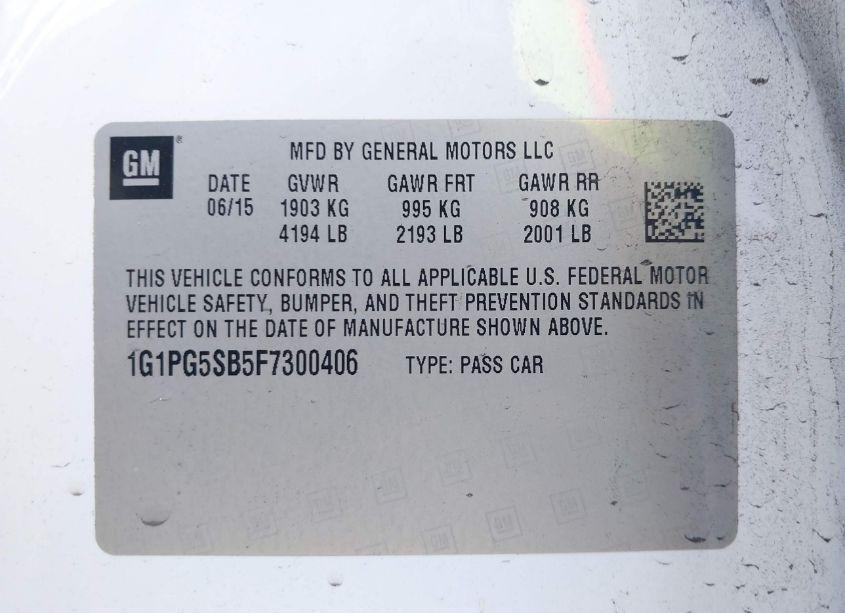 GM®
MFD BY GENERAL MOTORS LLC
DATE GVWR GAWR FRT GAWR RR
06/15 1903 KG 995 KG 908 KG
4194 LB 2193 LB 2001 LB
THIS VEHICLE CONFORMS TO ALL APPLICABLE U.S. FEDERAL MOTOR
VEHICLE SAFETY, BUMPER, AND THEFT PREVENTION STANDARDS IN
EFFECT ON THE DATE OF MANUFACTURE SHOWN ABOVE.
1G1PG5SB5F7300406 TYPE: PASS CAR